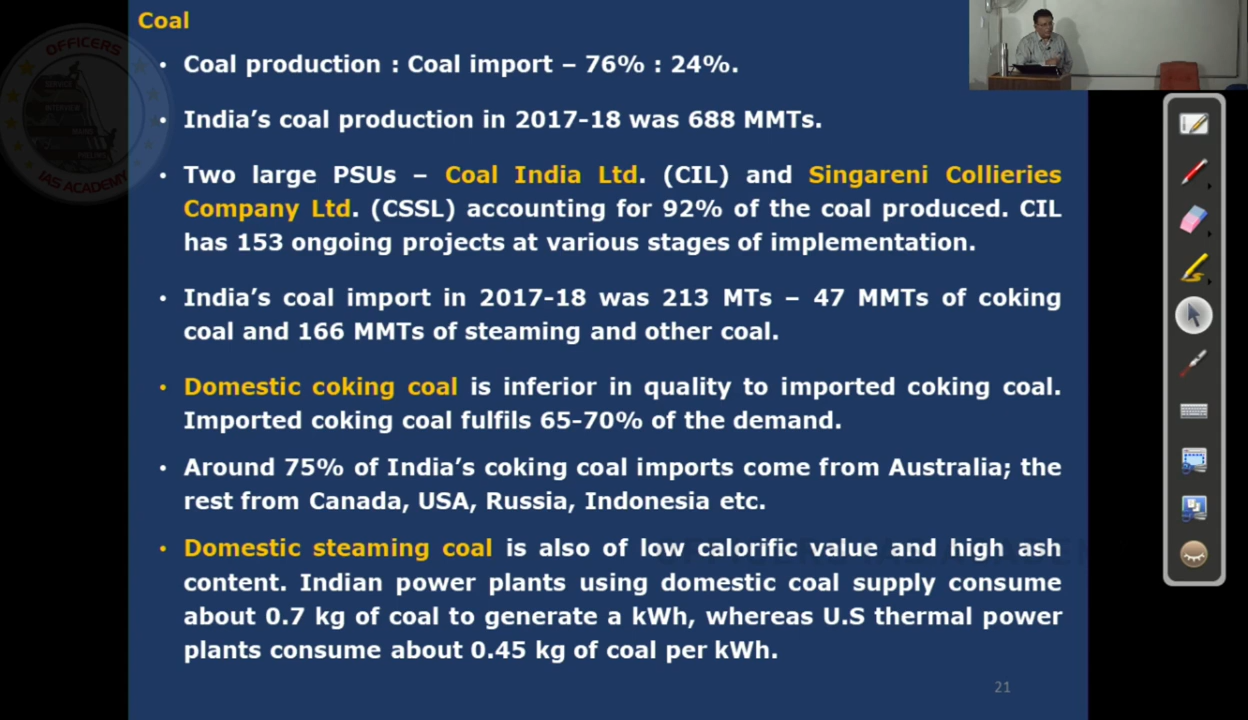 Coal
• Coal production : Coal import – 76% : 24%.
• India’s coal production in 2017-18 was 688 MMTs.
• Two large PSUs – Coal India Ltd. (CIL) and Singareni Collieries
Company Ltd. (CSSL) accounting for 92% of the coal produced. CIL
has 153 ongoing projects at various stages of implementation.
• India’s coal import in 2017-18 was 213 MTs – 47 MMTs of coking
coal and 166 MMTs of steaming and other coal.
• Domestic coking coal is inferior in quality to imported coking coal.
Imported coking coal fulfils 65-70% of the demand.
• Around 75% of India’s coking coal imports come from Australia; the
rest from Canada, USA, Russia, Indonesia etc.
• Domestic steaming coal is also of low calorific value and high ash
content. Indian power plants using domestic coal supply consume
about 0.7 kg of coal to generate a kWh, whereas U.S thermal power
plants consume about 0.45 kg of coal per kWh.
21
OFFICERS
IAS ACADEMY